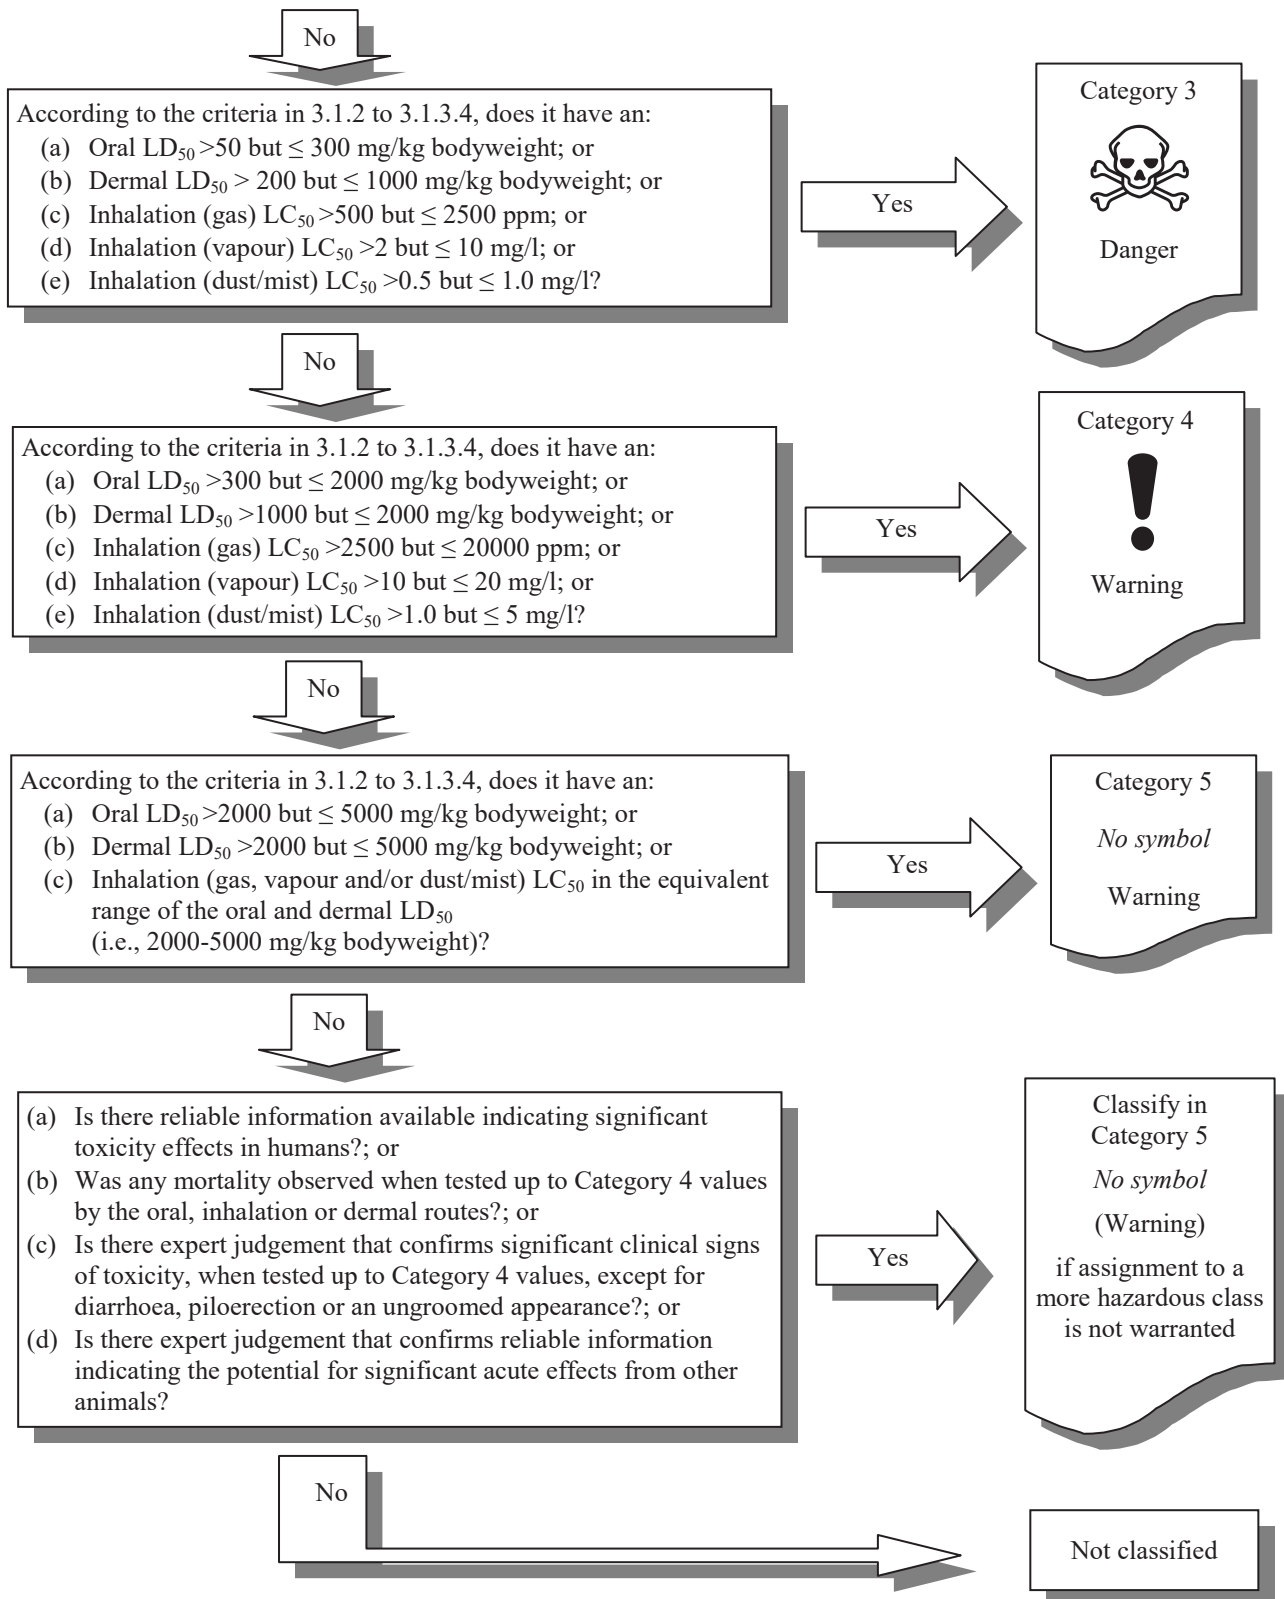 No
According to the criteria in 3.1.2 to 3.1.3.4, does it have an:
(a) Oral LD50 >50 but ≤ 300 mg/kg bodyweight; or
(b) Dermal LD50 > 200 but ≤ 1000 mg/kg bodyweight; or
(c) Inhalation (gas) LC50 >500 but ≤ 2500 ppm; or
(d) Inhalation (vapour) LC50 >2 but ≤ 10 mg/l; or
(e) Inhalation (dust/mist) LC50 >0.5 but ≤ 1.0 mg/l?
Yes
Category 3
Danger
No
According to the criteria in 3.1.2 to 3.1.3.4, does it have an:
(a) Oral LD50 >300 but ≤ 2000 mg/kg bodyweight; or
(b) Dermal LD50 >1000 but ≤ 2000 mg/kg bodyweight; or
(c) Inhalation (gas) LC50 >2500 but ≤ 20000 ppm; or
(d) Inhalation (vapour) LC50 >10 but ≤ 20 mg/l; or
(e) Inhalation (dust/mist) LC50 >1.0 but ≤ 5 mg/l?
Yes
Category 4
Warning
No
According to the criteria in 3.1.2 to 3.1.3.4, does it have an:
(a) Oral LD50 >2000 but ≤ 5000 mg/kg bodyweight; or
(b) Dermal LD50 >2000 but ≤ 5000 mg/kg bodyweight; or
(c) Inhalation (gas, vapour and/or dust/mist) LC50 in the equivalent
range of the oral and dermal LD50
(i.e., 2000-5000 mg/kg bodyweight)?
Yes
Category 5
No symbol
Warning
No
(a) Is there reliable information available indicating significant
toxicity effects in humans?; or
(b) Was any mortality observed when tested up to Category 4 values
by the oral, inhalation or dermal routes?; or
(c) Is there expert judgement that confirms significant clinical signs
of toxicity, when tested up to Category 4 values, except for
diarrhoea, piloerection or an ungroomed appearance?; or
(d) Is there expert judgement that confirms reliable information
indicating the potential for significant acute effects from other
animals?
Yes
Classify in
Category 5
No symbol
(Warning)
if assignment to a
more hazardous class
is not warranted
No
Not classified